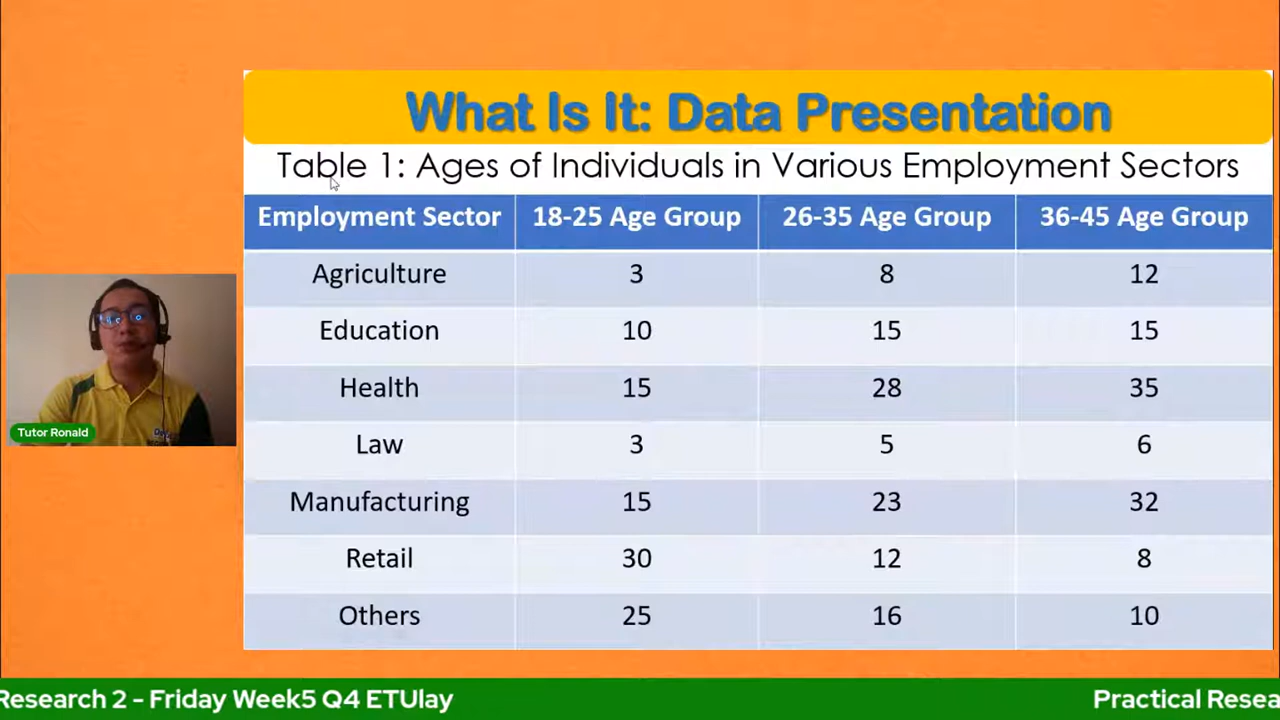 What Is It: Data Presentation
Table 1: Ages of Individuals in Various Employment Sectors
Employment Sector 18-25 Age Group 26-35 Age Group 36-45 Age Group
Agriculture 3 8 12
Education 10 15 15
Health 15 28 35
Law 3 5 6
Manufacturing 15 23 32
Retail 30 12 8
Others 25 16 10
Tutor Ronald
Research 2 - Friday Week5 Q4 ETUlay Practical Resea